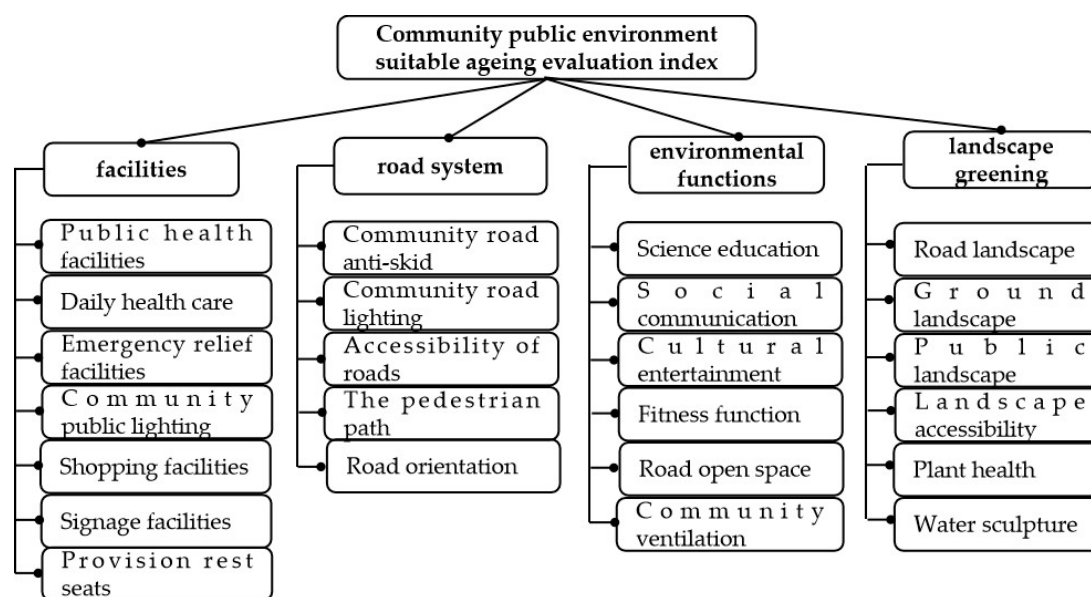 Community public environment
suitable ageing evaluation index
facilities
Public health
facilities
Daily health care
Emergency relief
facilities
Community
public lighting
Shopping facilities
Signage facilities
Provision rest
seats
road system
Community road
anti-skid
Community road
lighting
Accessibility of
roads
The pedestrian
path
Road orientation
environmental
functions
Science education
Social
communication
Cultural
entertainment
Fitness function
Road open space
Community
ventilation
landscape
greening
Road landscape
Ground
landscape
Public
landscape
Landscape
accessibility
Plant health
Water sculpture